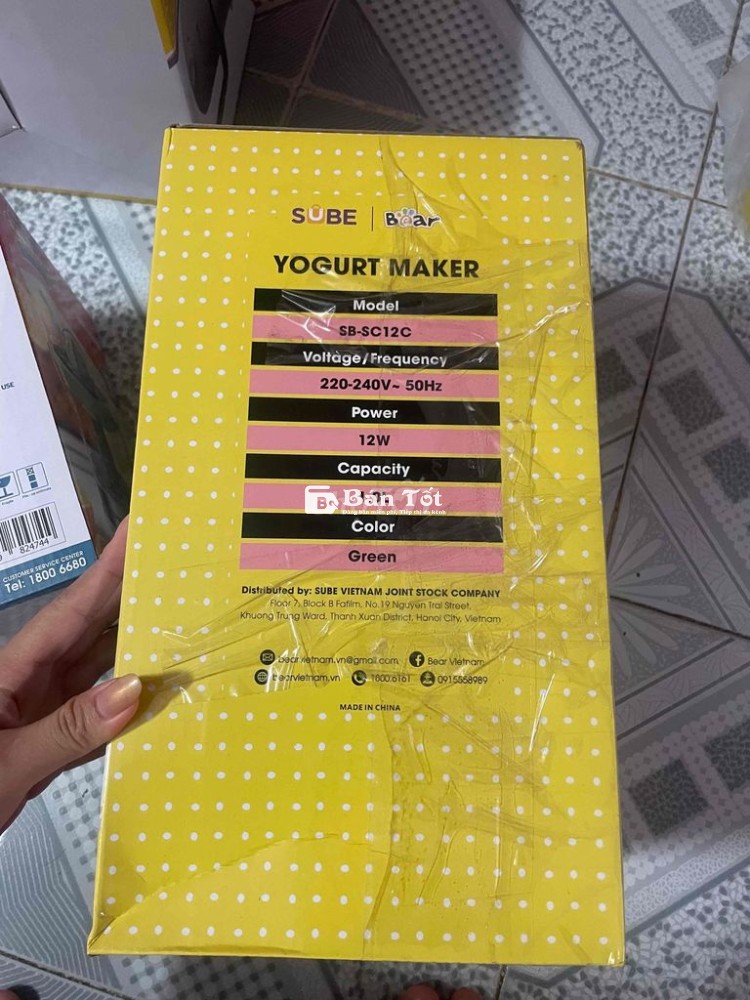 SUBE | Bear
YOGURT MAKER
Model
SB-SC12C
Voltage/Frequency
220-240V~ 50Hz
Power
12W
Capacity
Bán Tốt
Color
Green
Distributed by: SUBE VIETNAM JOINT STOCK COMPANY
Floor 7, Block B Fafilm, No.19 Nguyen Trai Street,
Khuong Trung Ward, Thanh Xuan District, Hanoi City, Vietnam
bearvietnam.vn@gmail.com Bear Vietnam
bearvietnam.vn 1800.6161 0915858989
MADE IN CHINA
USE
824744
CUSTOMER SERVICE CENTER
Tel: 1800 6680